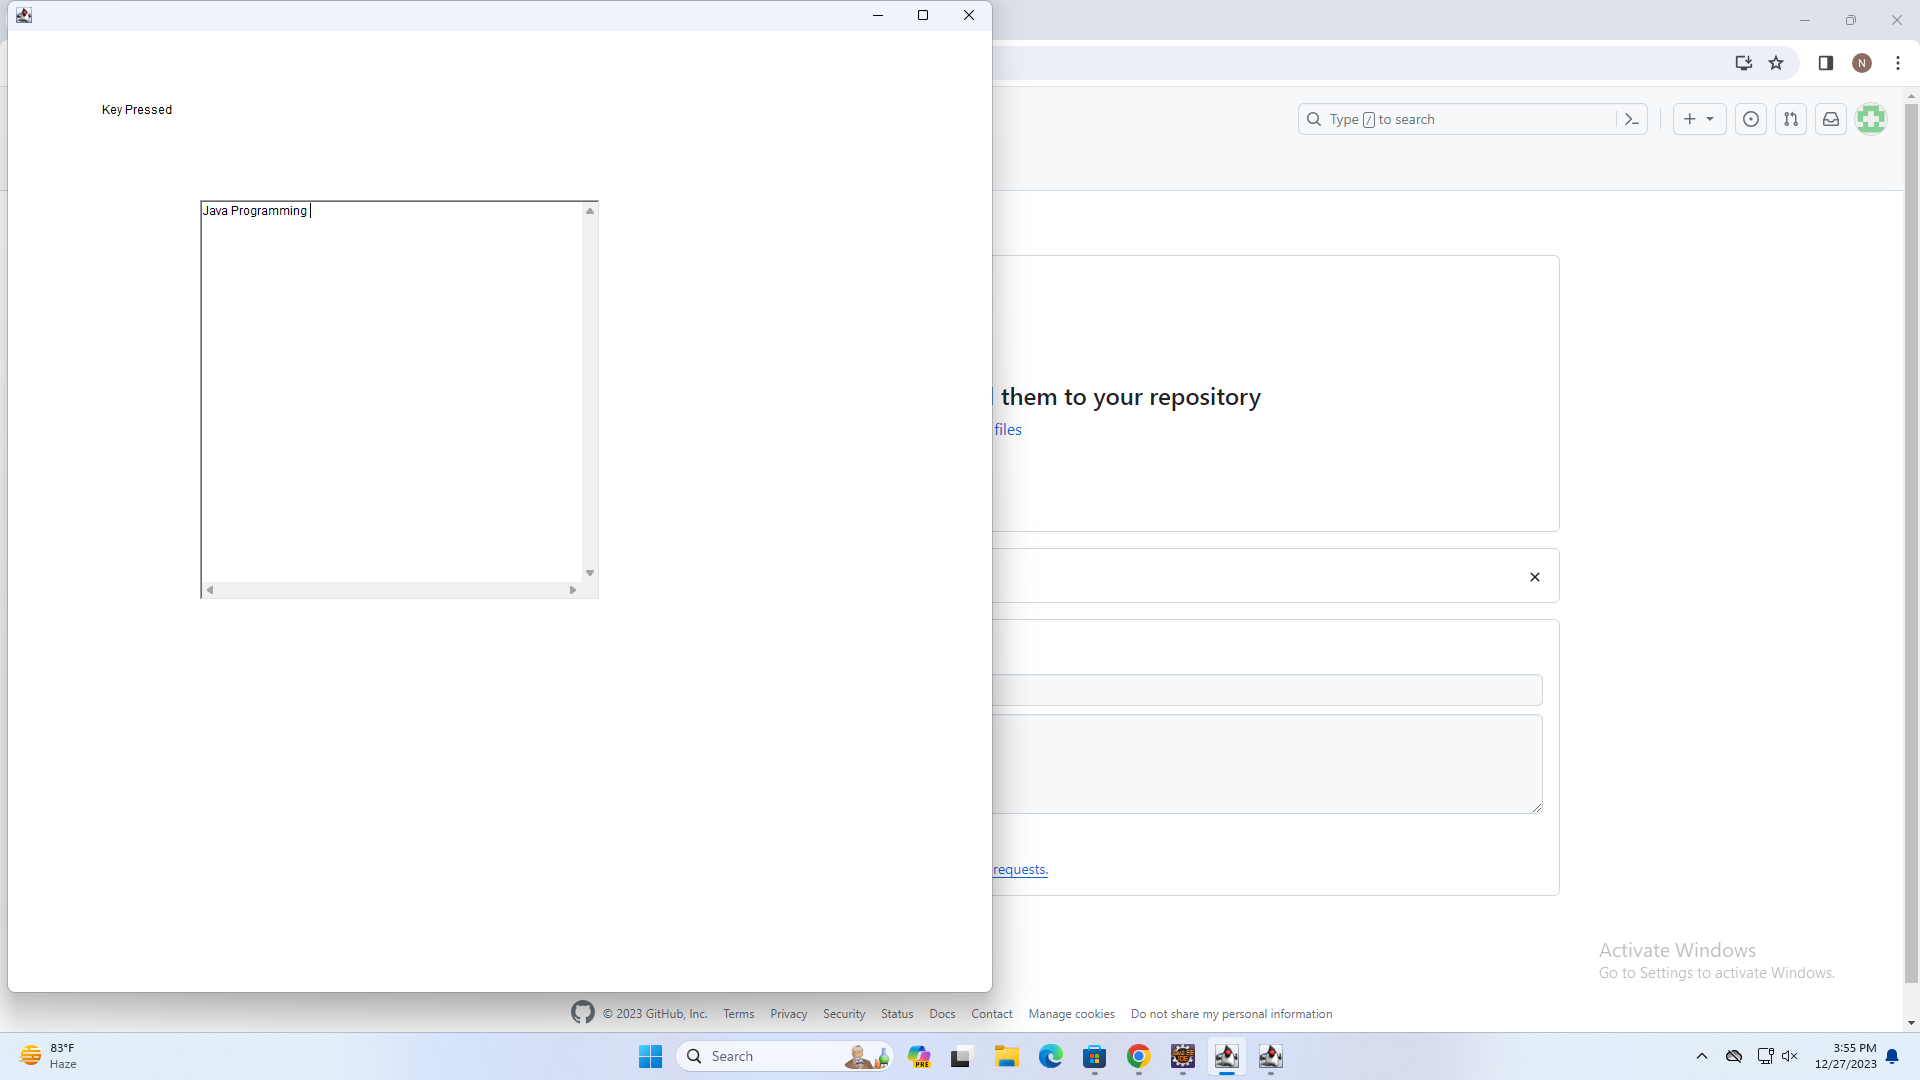 Key Pressed
Java Programming
Type / to search
N
them to your repository
files
requests.
Activate Windows
Go to Settings to activate Windows.
© 2023 GitHub, Inc.
Terms
Privacy
Security
Status
Docs
Contact
Manage cookies
Do not share my personal information
83°F
Haze
Search
PRE
3:55 PM
12/27/2023